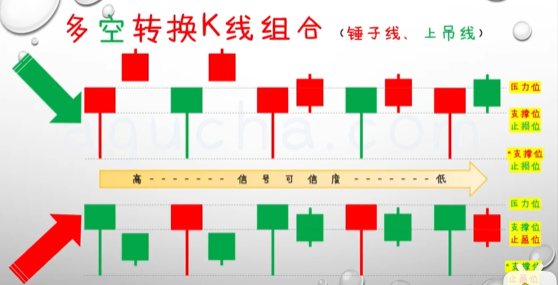 多空转换K线组合（锤子线、上吊线）
压力位
支撑位
止损位
*支撑位
止损位
高-------信号可信度-------低
压力位
支撑位
止盈位
*支撑位